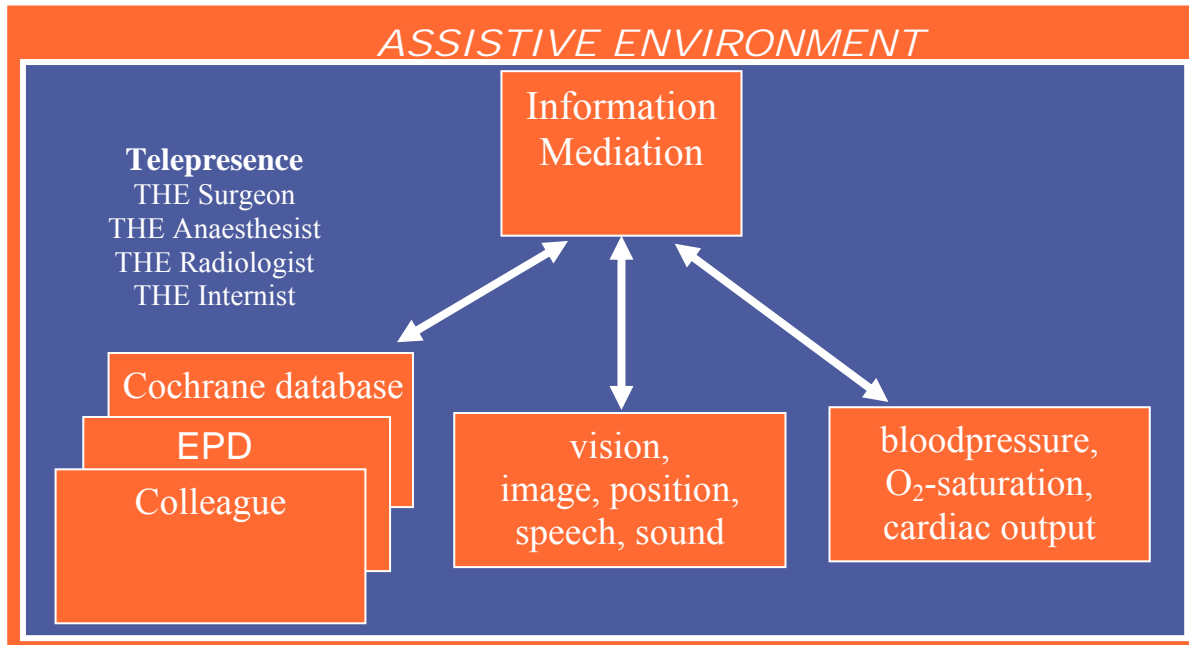 ASSISTIVE ENVIRONMENT
Information
Mediation
Telepresence
THE Surgeon
THE Anaesthesist
THE Radiologist
THE Internist
Cochrane database
EPD
Colleague
vision,
image, position,
speech, sound
bloodpressure,
O₂-saturation,
cardiac output